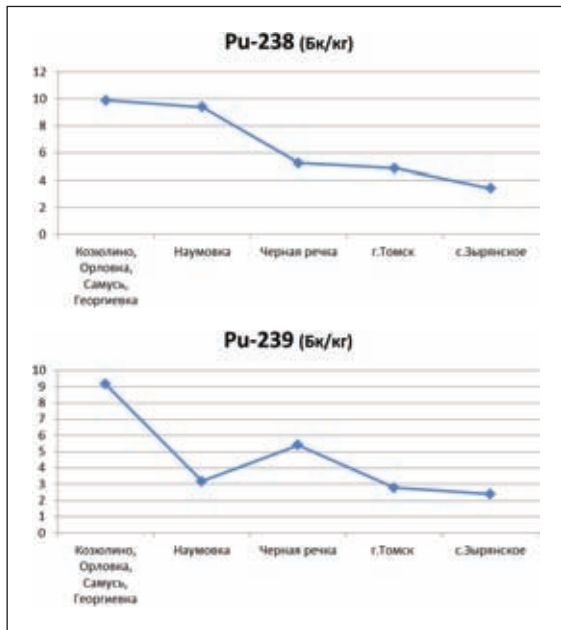 Pu-238 (Бк/кг)
12
10
8
6
4
2
0
Козюлино,
Орловка,
Самусь,
Георгиевка
Наумовка
Черная речка
г.Томск
с.Зырянское
Pu-239 (Бк/кг)
10
9
8
7
6
5
4
3
2
1
0
Козюлино,
Орловка,
Самусь,
Георгиевка
Наумовка
Черная речка
г.Томск
с.Зырянское